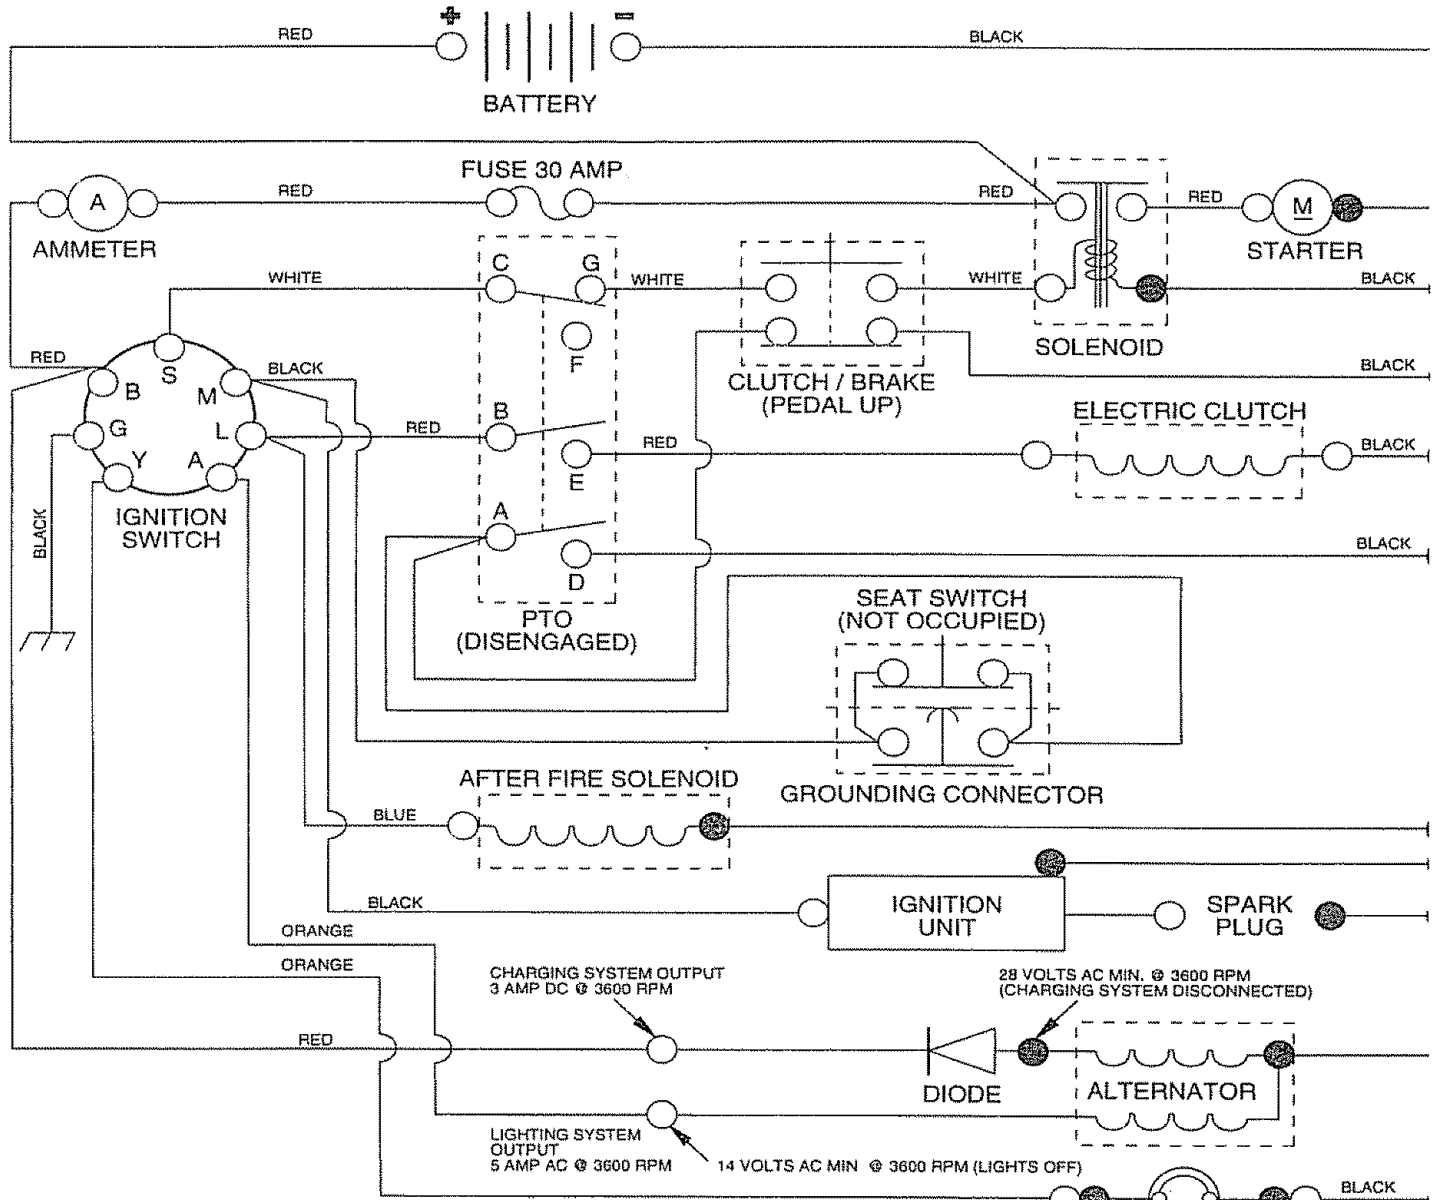 + −
RED
BLACK
BATTERY
FUSE 30 AMP
A
RED
RED
RED
M
AMMETER
STARTER
C G
WHITE
WHITE
WHITE
BLACK
F
SOLENOID
RED
S
BLACK
B
M
CLUTCH / BRAKE
(PEDAL UP)
BLACK
B
ELECTRIC CLUTCH
G
L
RED
RED
BLACK
Y A
E
A
IGNITION
SWITCH
BLACK
D
BLACK
PTO
(DISENGAGED)
SEAT SWITCH
(NOT OCCUPIED)
AFTER FIRE SOLENOID
GROUNDING CONNECTOR
BLUE
BLACK
IGNITION
UNIT
SPARK
PLUG
ORANGE
ORANGE
CHARGING SYSTEM OUTPUT
3 AMP DC @ 3600 RPM
28 VOLTS AC MIN. @ 3600 RPM
(CHARGING SYSTEM DISCONNECTED)
RED
DIODE
ALTERNATOR
LIGHTING SYSTEM
OUTPUT
5 AMP AC @ 3600 RPM
14 VOLTS AC MIN @ 3600 RPM (LIGHTS OFF)
BLACK